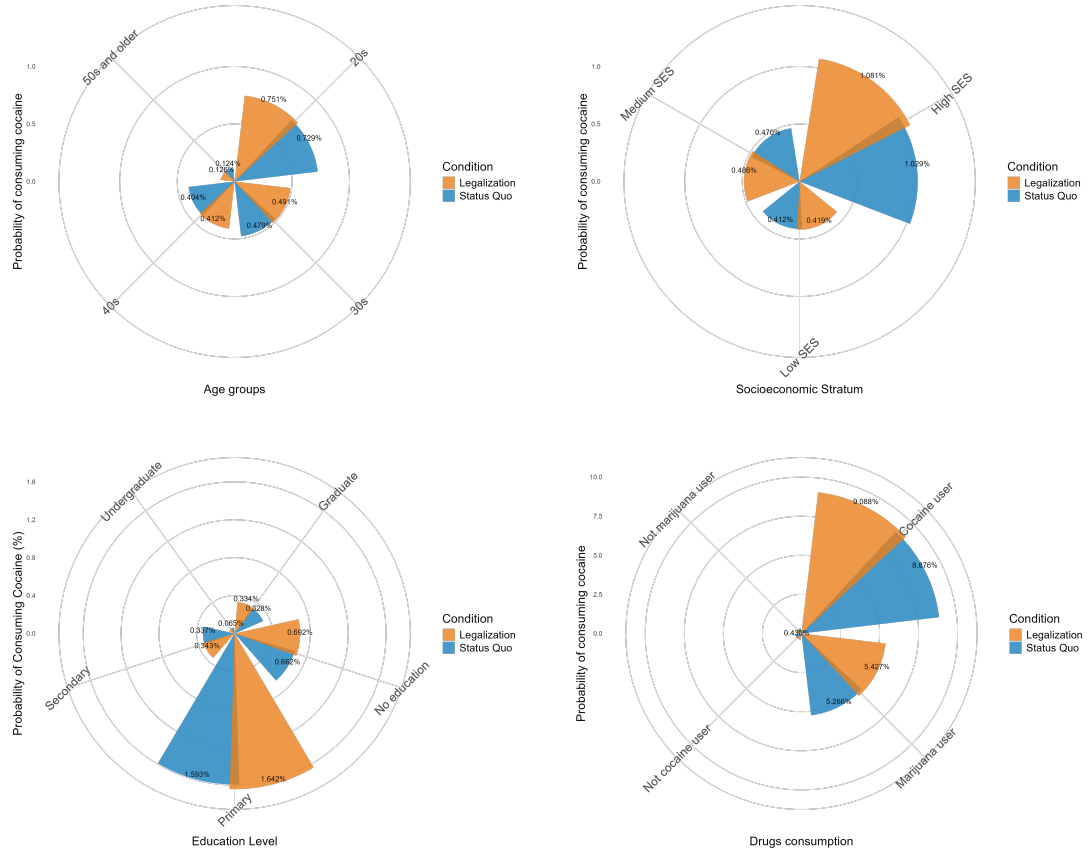 50s and older
20s
1.0
0.5
0.0
Probability of consuming cocaine
0.751%
0.729%
0.124%
0.126%
0.404%
0.412%
0.491%
0.479%
40s
30s
Age groups
Condition
Legalization
Status Quo
Medium SES
High SES
1.0
0.5
0.0
Probability of consuming cocaine
1.081%
1.029%
0.470%
0.486%
0.412%
0.419%
Low SES
Socioeconomic Stratum
Condition
Legalization
Status Quo
Undergraduate
Graduate
1.6
1.2
0.8
0.4
0.0
Probability of Consuming Cocaine (%)
0.334%
0.328%
0.065%
0.337%
0.343%
0.692%
0.662%
1.593%
1.642%
Secondary
No education
Primary
Education Level
Condition
Legalization
Status Quo
Not marijuana user
Cocaine user
10.0
7.5
5.0
2.5
0.0
Probability of consuming cocaine
9.088%
8.876%
5.427%
5.266%
Not cocaine user
Marijuana user
Drugs consumption
Condition
Legalization
Status Quo